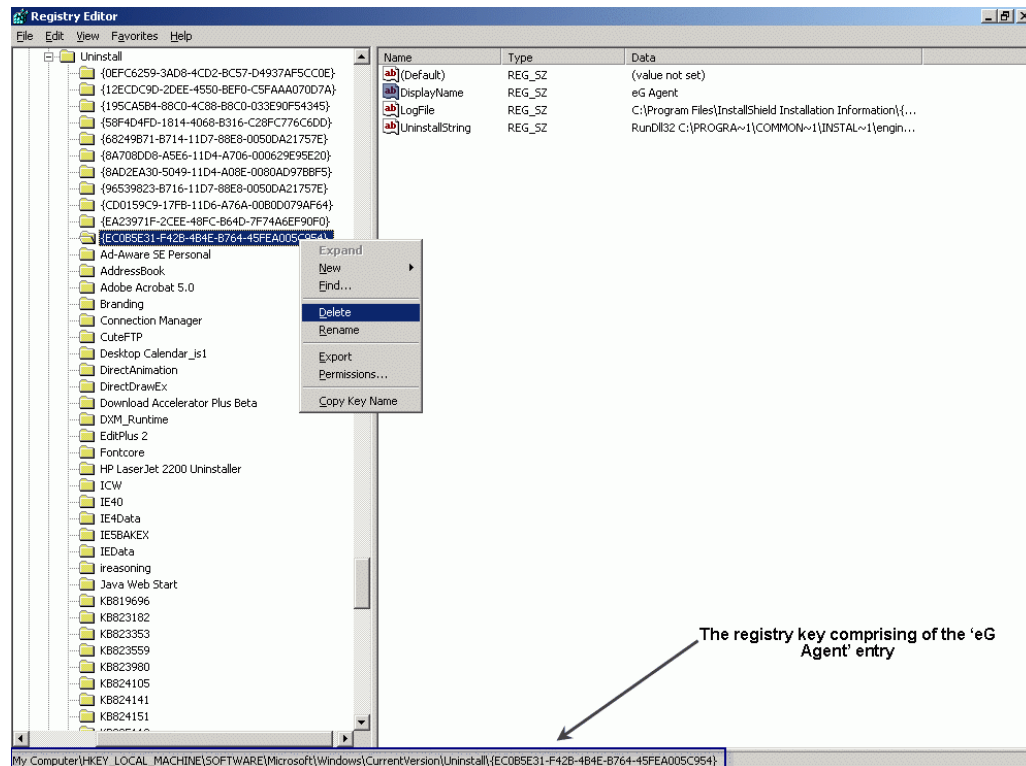 Registry Editor
File Edit View Favorites Help
Uninstall
{0EFC6259-3AD8-4CD2-BC57-D4937AF5CC0E}
{12ECDC9D-2DEE-4550-BEF0-C5FAAA070D7A}
{195CA5B4-88C0-4C88-B8C0-033E90F54345}
{58F4D4FD-1814-4068-B316-C28FC776C6DD}
{68249B71-B714-11D7-88E8-0050DA21757E}
{8A708DD8-A5E6-11D4-A706-000629E95E20}
{8AD2EA30-5049-11D4-A08E-0080AD97BBF5}
{96539823-B716-11D7-88E8-0050DA21757E}
{CD0159C9-17FB-11D6-A76A-00B0D079AF64}
{EA23971F-2CEE-48FC-B64D-7F74A6EF90F0}
{EC0B5E31-F42B-4B4E-B764-45FEA005C954}
Ad-Aware SE Personal
AddressBook
Adobe Acrobat 5.0
Branding
Connection Manager
CuteFTP
Desktop Calendar_is1
DirectAnimation
DirectDrawEx
Download Accelerator Plus Beta
DXM_Runtime
EditPlus 2
Fontcore
HP LaserJet 2200 Uninstaller
ICW
IE40
IE4Data
IE5BAKEX
IEData
ireasoning
Java Web Start
KB819696
KB823182
KB823353
KB823559
KB823980
KB824105
KB824141
KB824151
Expand
New
Find...
Delete
Rename
Export
Permissions...
Copy Key Name
Name Type Data
(Default) REG_SZ (value not set)
DisplayName REG_SZ eG Agent
LogFile REG_SZ C:\Program Files\InstallShield Installation Information\{...
UninstallString REG_SZ RunDll32 C:\PROGRA~1\COMMON~1\INSTAL~1\engin...
The registry key comprising of the ‘eG
Agent’ entry
My Computer\HKEY_LOCAL_MACHINE\SOFTWARE\Microsoft\Windows\CurrentVersion\Uninstall\{EC0B5E31-F42B-4B4E-B764-45FEA005C954}